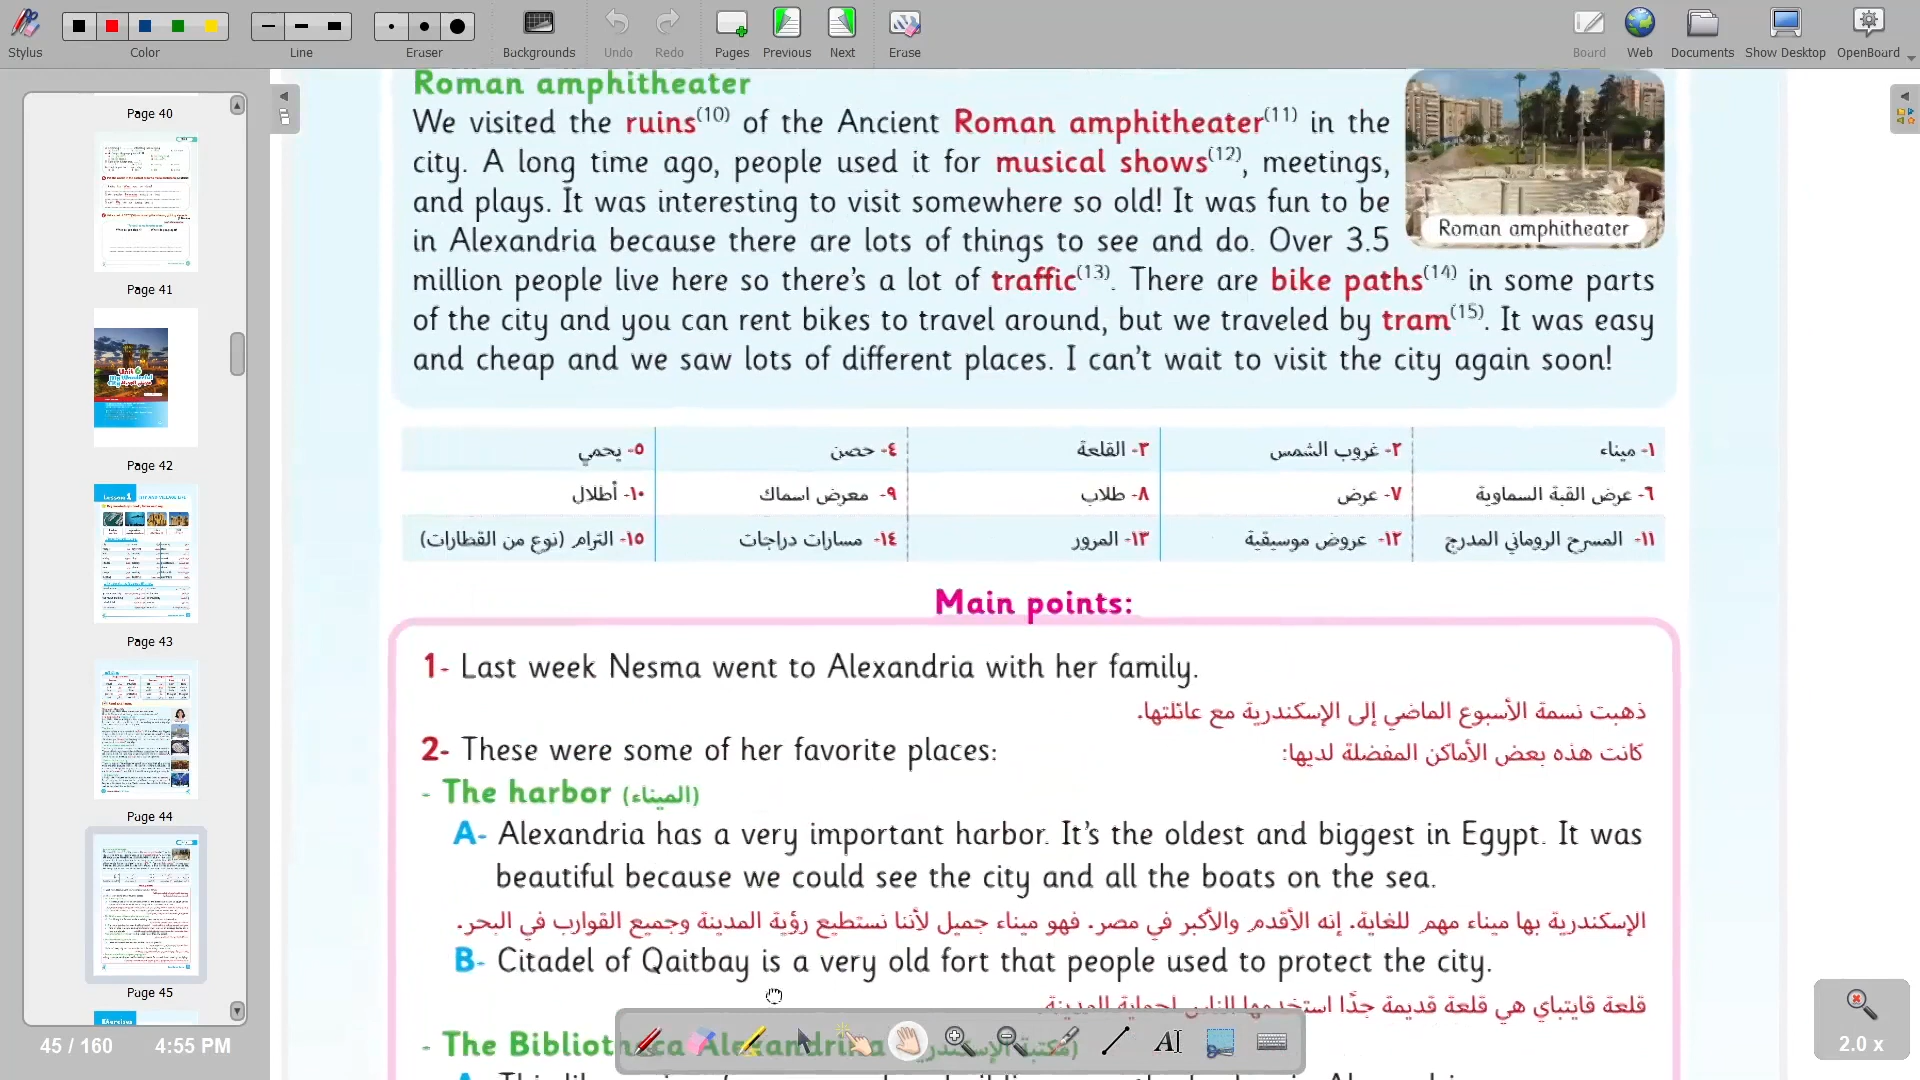 Stylus
Color
Line
Eraser
Backgrounds
Undo
Redo
Pages
Previous
Next
Erase
Board
Web
Documents
Show Desktop
OpenBoard
Page 40
Page 41
Page 42
Page 43
Page 44
Page 45
45 / 160
4:55 PM
Roman amphitheater
We visited the ruins(10) of the Ancient Roman amphitheater(11) in the
city. A long time ago, people used it for musical shows(12), meetings,
and plays. It was interesting to visit somewhere so old! It was fun to be
in Alexandria because there are lots of things to see and do. Over 3.5
million people live here so there's a lot of traffic(13). There are bike paths(14) in some parts
of the city and you can rent bikes to travel around, but we traveled by tram(15). It was easy
and cheap and we saw lots of different places. I can't wait to visit the city again soon!
Roman amphitheater
١- ميناء ٢- غروب الشمس ٣- القلعة ٤- حصن ٥- يحمي
٦- عرض القبة السماوية ٧- عرض ٨- طلاب ٩- معرض اسماك ١٠- أطلال
١١- المسرح الروماني المدرج ١٢- عروض موسيقية ١٣- المرور ١٤- مسارات دراجات ١٥- الترام (نوع من القطارات)
Main points:
1- Last week Nesma went to Alexandria with her family.
ذهبت نسمة الأسبوع الماضي إلى الإسكندرية مع عائلتها.
2- These were some of her favorite places: كانت هذه بعض الأماكن المفضلة لديها:
- The harbor (الميناء)
A- Alexandria has a very important harbor. It's the oldest and biggest in Egypt. It was
beautiful because we could see the city and all the boats on the sea.
الإسكندرية بها ميناء مهم للغاية. إنه الأقدم والأكبر في مصر. فهو ميناء جميل لأننا نستطيع رؤية المدينة وجميع القوارب في البحر.
B- Citadel of Qaitbay is a very old fort that people used to protect the city.
قلعة قايتباي هي قلعة قديمة جدًا استخدمها الناس لحماية المدينة.
- The Bibliotheca Alexandrina (مكتبة الإسكندرية)
2.0 x